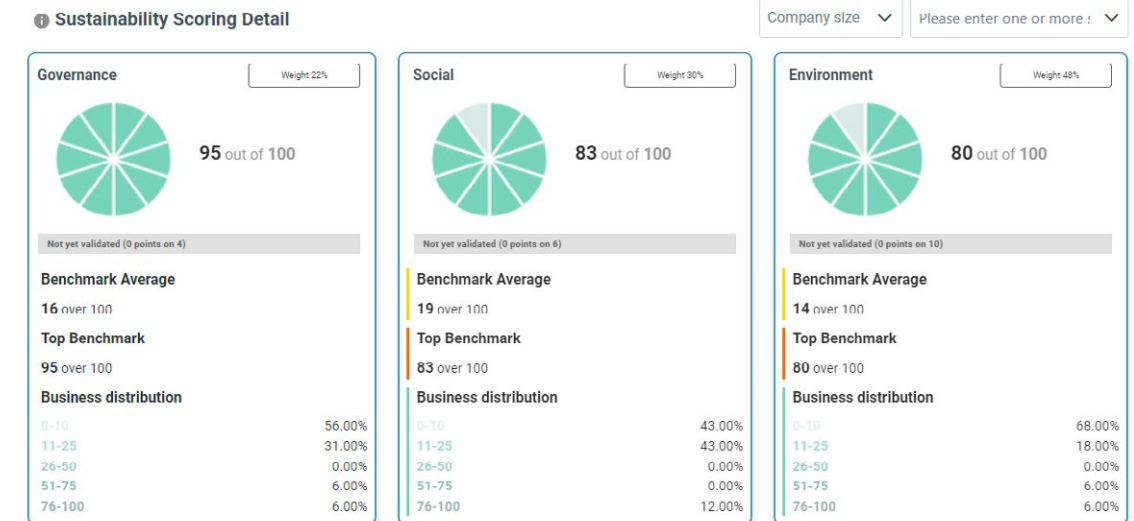 Sustainability Scoring Detail
Company size
Please enter one or more s
Governance
Weight 22%
95 out of 100
Not yet validated (0 points on 4)
Benchmark Average
16 over 100
Top Benchmark
95 over 100
Business distribution
0-10 56.00%
11-25 31.00%
26-50 0.00%
51-75 6.00%
76-100 6.00%
Social
Weight 30%
83 out of 100
Not yet validated (0 points on 6)
Benchmark Average
19 over 100
Top Benchmark
83 over 100
Business distribution
0-10 43.00%
11-25 43.00%
26-50 0.00%
51-75 0.00%
76-100 12.00%
Environment
Weight 48%
80 out of 100
Not yet validated (0 points on 10)
Benchmark Average
14 over 100
Top Benchmark
80 over 100
Business distribution
0-10 68.00%
11-25 18.00%
26-50 0.00%
51-75 6.00%
76-100 6.00%